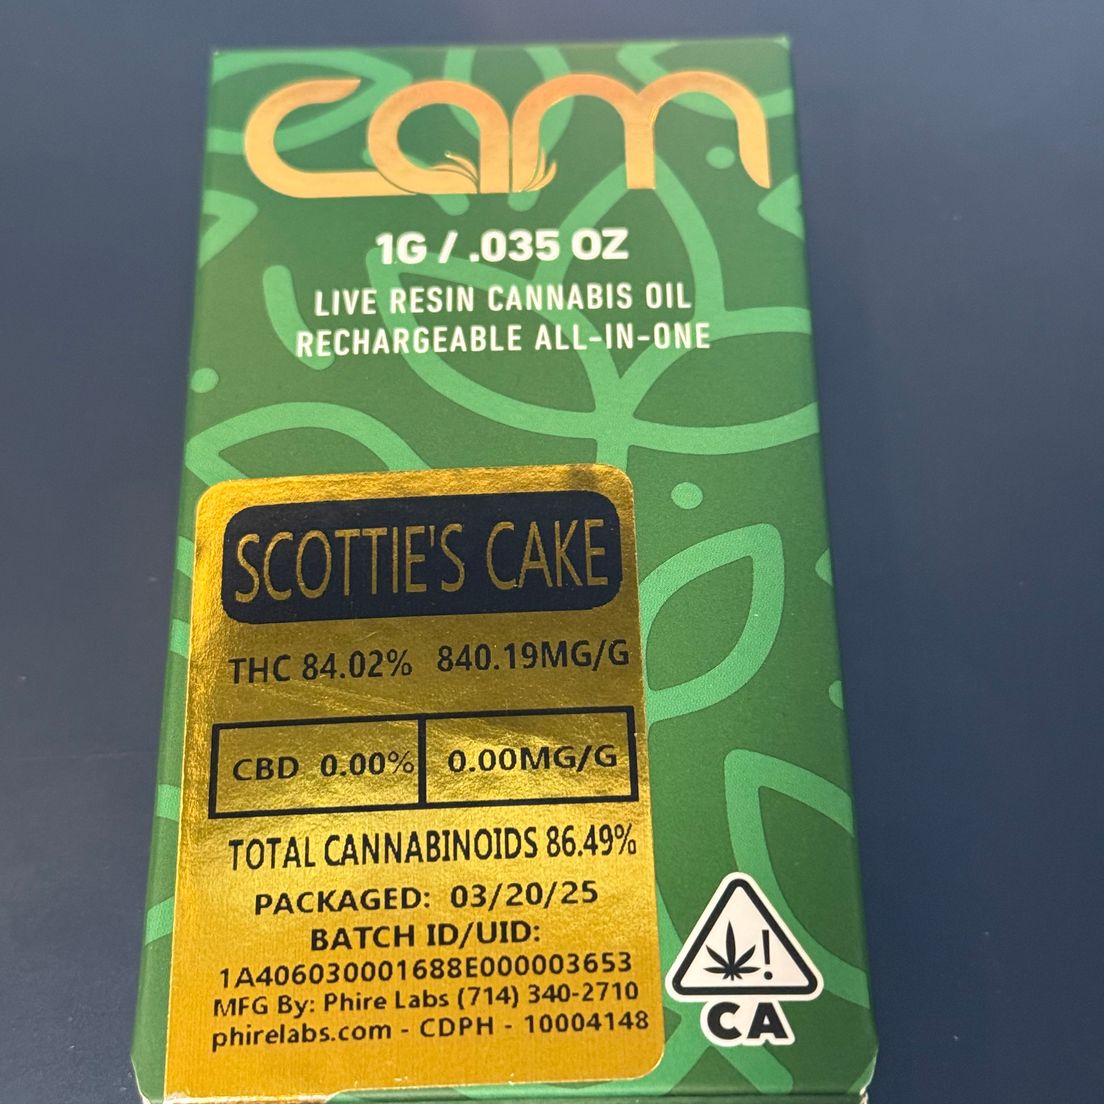 cam
1G / .035 OZ
LIVE RESIN CANNABIS OIL
RECHARGEABLE ALL-IN-ONE
SCOTTIE'S CAKE
THC 84.02% 840.19MG/G
CBD 0.00% 0.00MG/G
TOTAL CANNABINOIDS 86.49%
PACKAGED: 03/20/25
BATCH ID/UID:
1A406030001688E000003653
MFG By: Phire Labs (714) 340-2710
phirelabs.com - CDPH - 10004148
!
CA